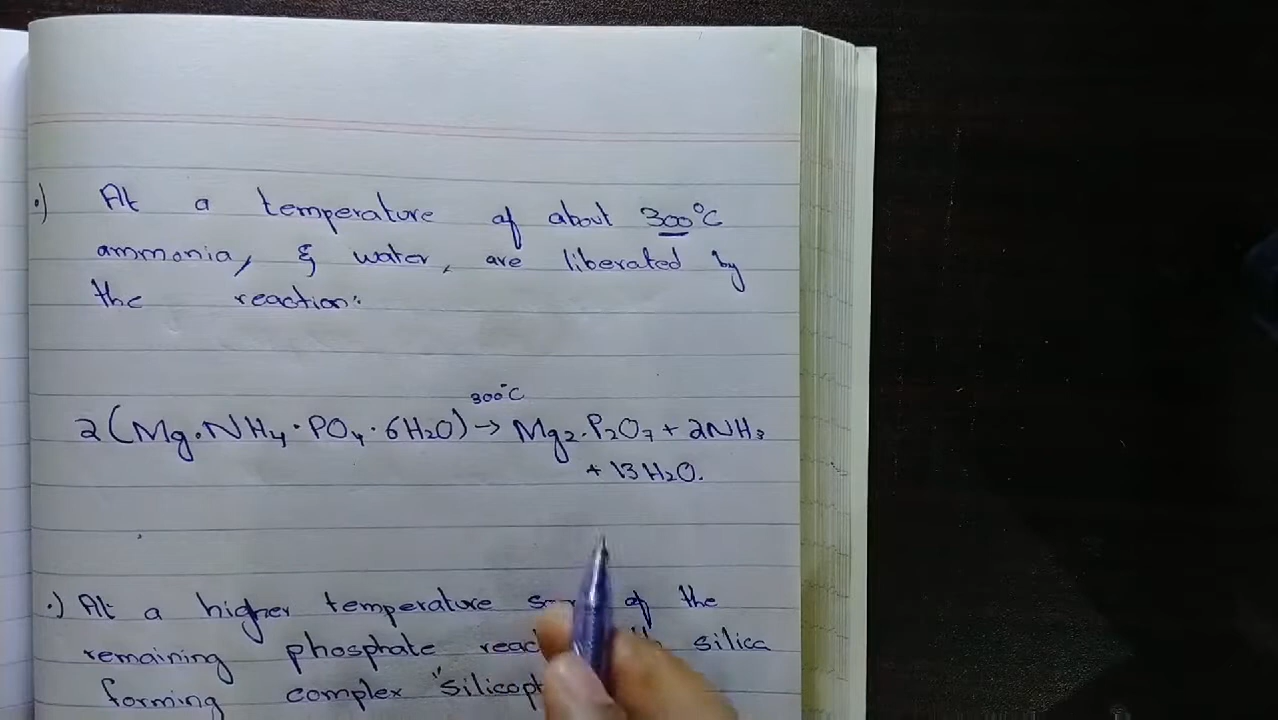 •) At a temperature of about 300°C
ammonia, & water, are liberated by
the reaction:
300°C
2(Mg.NH4·PO4·6H2O) → Mg2.P2O7 + 2NH3
+ 13H2O.
•) At a higher temperature of the
remaining phosphate silica
forming complex